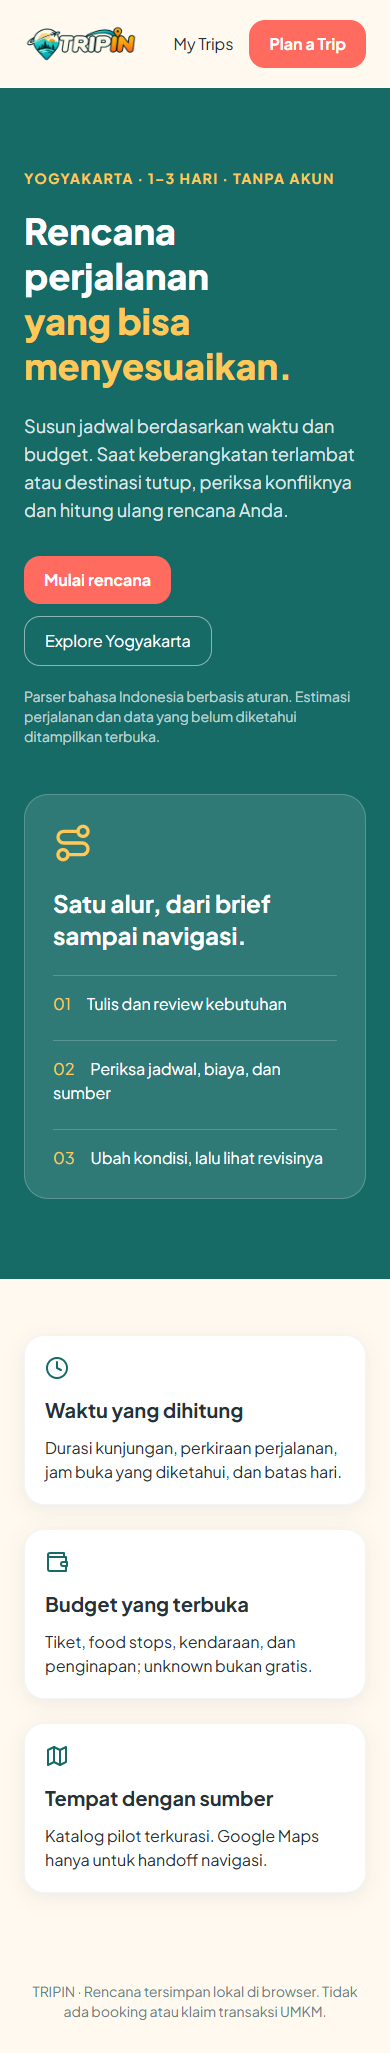 TRIPIN
My Trips
Plan a Trip
YOGYAKARTA · 1–3 HARI · TANPA AKUN
Rencana
perjalanan
yang bisa
menyesuaikan.
Susun jadwal berdasarkan waktu dan
budget. Saat keberangkatan terlambat
atau destinasi tutup, periksa konfliknya
dan hitung ulang rencana Anda.
Mulai rencana
Explore Yogyakarta
Parser bahasa Indonesia berbasis aturan. Estimasi
perjalanan dan data yang belum diketahui
ditampilkan terbuka.
Satu alur, dari brief
sampai navigasi.
01 Tulis dan review kebutuhan
02 Periksa jadwal, biaya, dan
sumber
03 Ubah kondisi, lalu lihat revisinya
Waktu yang dihitung
Durasi kunjungan, perkiraan perjalanan,
jam buka yang diketahui, dan batas hari.
Budget yang terbuka
Tiket, food stops, kendaraan, dan
penginapan; unknown bukan gratis.
Tempat dengan sumber
Katalog pilot terkurasi. Google Maps
hanya untuk handoff navigasi.
TRIPIN · Rencana tersimpan lokal di browser. Tidak
ada booking atau klaim transaksi UMKM.